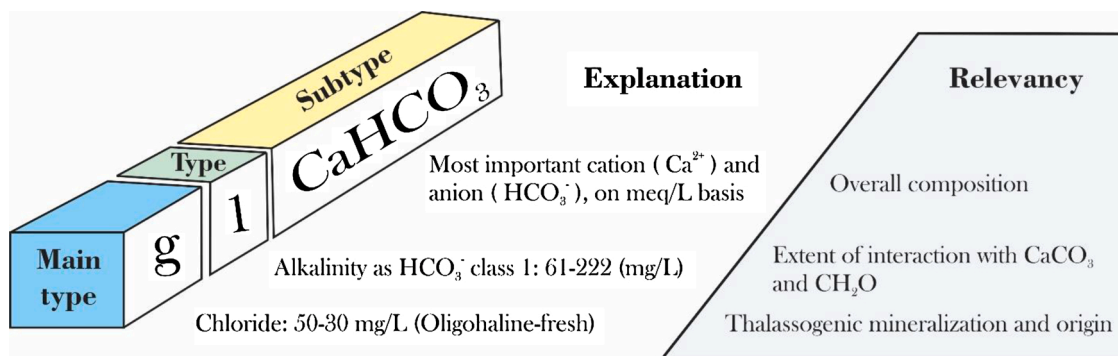 Subtype
Type
Main
type
g
1
CaHCO₃
Explanation
Most important cation ( Ca²⁺ ) and
anion ( HCO₃⁻ ), on meq/L basis
Alkalinity as HCO₃⁻ class 1: 61-222 (mg/L)
Chloride: 50-30 mg/L (Oligohaline-fresh)
Relevancy
Overall composition
Extent of interaction with CaCO₃
and CH₂O
Thalassogenic mineralization and origin